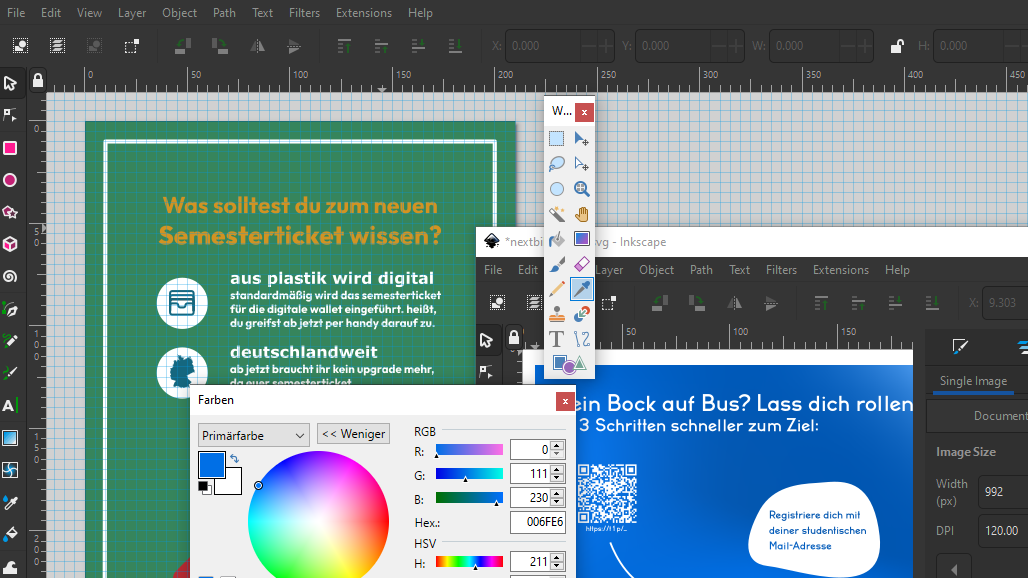 File Edit View Layer Object Path Text Filters Extensions Help
X: 0.000 Y: 0.000 W: 0.000 H: 0.000
0 50 100 150 200 250 300 350 400 450
0
50
100
150
200
Was solltest du zum neuen
Semesterticket wissen?
aus plastik wird digital
standardmäßig wird das semesterticket
für die digitale wallet eingeführt. heißt,
du greifst ab jetzt per handy darauf zu.
deutschlandweit
ab jetzt braucht ihr kein upgrade mehr,
da euer semesterticket
W... x
*nextbi vg - Inkscape
File Edit Layer Object Path Text Filters Extensions Help
X: 9.303
50 100 150
ein Bock auf Bus? Lass dich rollen
3 Schritten schneller zum Ziel:
https://t1p/...
Registriere dich mit
deiner studentischen
Mail-Adresse
Single Image
Document
Image Size
Width
(px)
992
DPI 120.00
Farben x
Primärfarbe << Weniger
RGB
R: 0
G: 111
B: 230
Hex.: 006FE6
HSV
H: 211